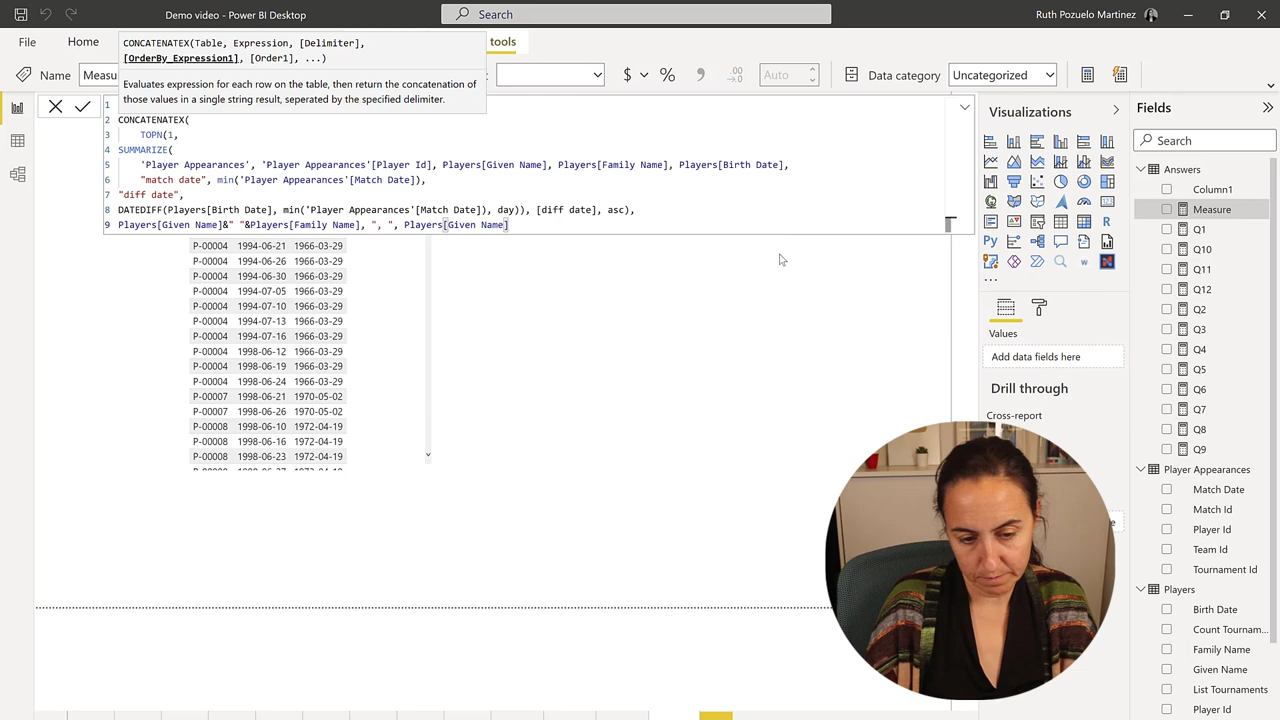 Demo video - Power BI Desktop
Search
Ruth Pozuelo Martinez
File
Home
tools
CONCATENATEX(Table, Expression, [Delimiter],
[OrderBy_Expression1], [Order1], ...)
Evaluates expression for each row on the table, then return the concatenation of
those values in a single string result, seperated by the specified delimiter.
Name
Measu
$
%
,
.00
→0
Auto
Data category
Uncategorized
1
2 CONCATENATEX(
3 TOPN(1,
4 SUMMARIZE(
5 'Player Appearances', 'Player Appearances'[Player Id], Players[Given Name], Players[Family Name], Players[Birth Date],
6 "match date", min('Player Appearances'[Match Date]),
7 "diff date",
8 DATEDIFF(Players[Birth Date], min('Player Appearances'[Match Date]), day)), [diff date], asc),
9 Players[Given Name]&" "&Players[Family Name], ", ", Players[Given Name]
P-00004 1994-06-21 1966-03-29
P-00004 1994-06-26 1966-03-29
P-00004 1994-06-30 1966-03-29
P-00004 1994-07-05 1966-03-29
P-00004 1994-07-10 1966-03-29
P-00004 1994-07-13 1966-03-29
P-00004 1994-07-16 1966-03-29
P-00004 1998-06-12 1966-03-29
P-00004 1998-06-19 1966-03-29
P-00004 1998-06-24 1966-03-29
P-00007 1998-06-21 1970-05-02
P-00007 1998-06-26 1970-05-02
P-00008 1998-06-10 1972-04-19
P-00008 1998-06-16 1972-04-19
P-00008 1998-06-23 1972-04-19
Visualizations
R
Py
...
Values
Add data fields here
Drill through
Cross-report
Fields
Search
Answers
Column1
Measure
Q1
Q10
Q11
Q12
Q2
Q3
Q4
Q5
Q6
Q7
Q8
Q9
Player Appearances
Match Date
Match Id
Player Id
Team Id
Tournament Id
Players
Birth Date
Count Tournam...
Family Name
Given Name
List Tournaments
Player Id